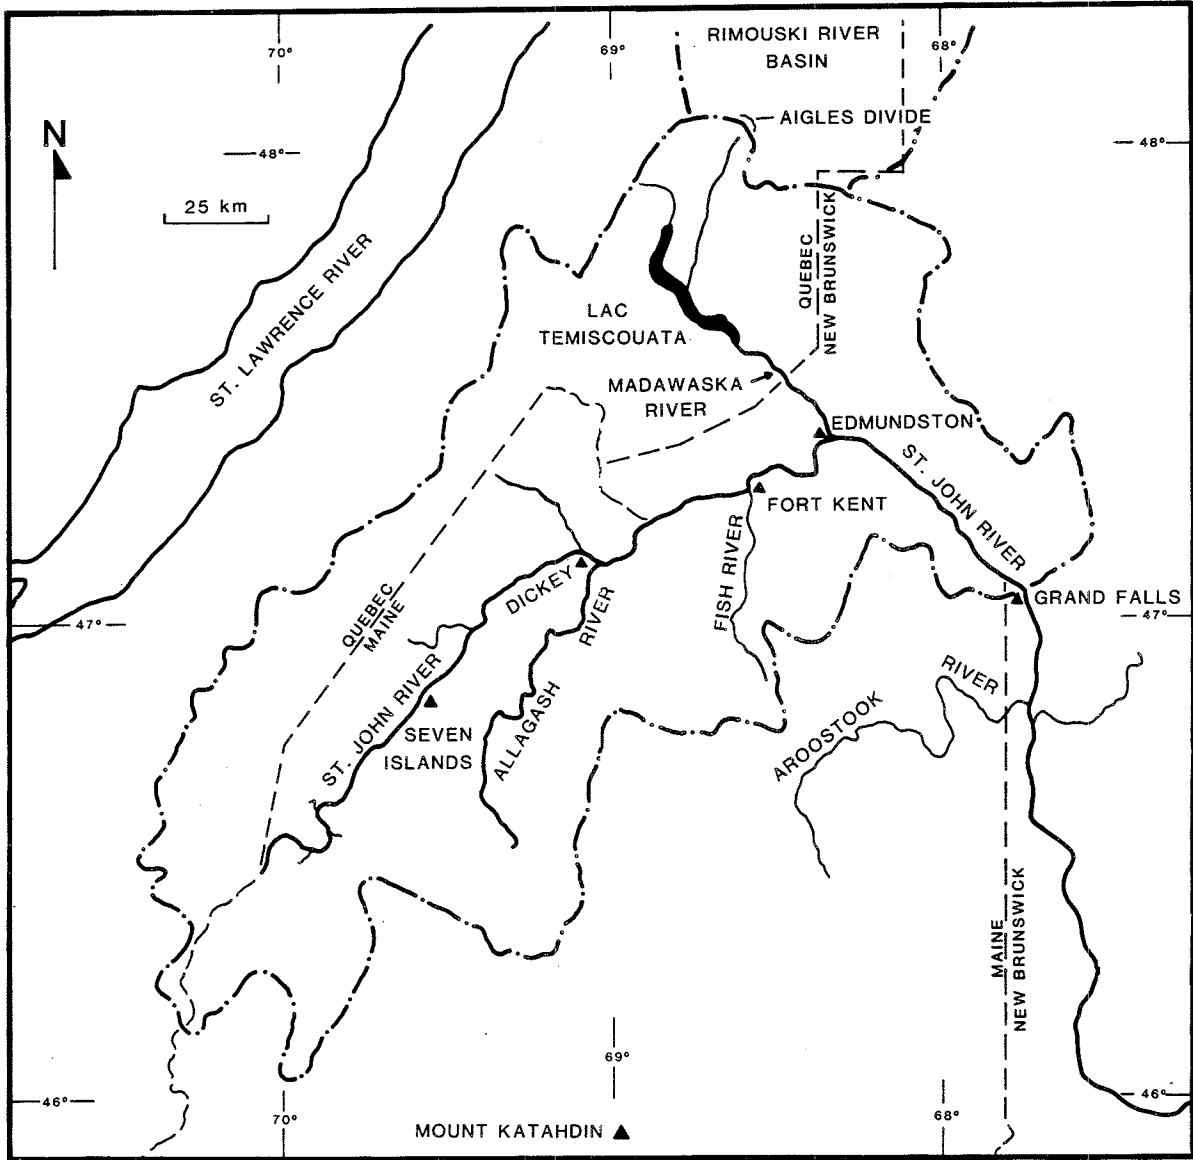 RIMOUSKI RIVER
BASIN
70°
69°
68°
AIGLES DIVIDE
N
48°
48°
25 km
ST. LAWRENCE RIVER
QUEBEC
NEW BRUNSWICK
LAC
TEMISCOUATA
MADAWASKA
RIVER
EDMUNDSTON
ST. JOHN RIVER
FORT KENT
FISH RIVER
DICKEY
QUEBEC
MAINE
RIVER
ALLAGASH
GRAND FALLS
47°
47°
ST. JOHN RIVER
SEVEN
ISLANDS
AROOSTOOK
RIVER
MAINE
NEW BRUNSWICK
69°
46°
46°
70°
68°
MOUNT KATAHDIN